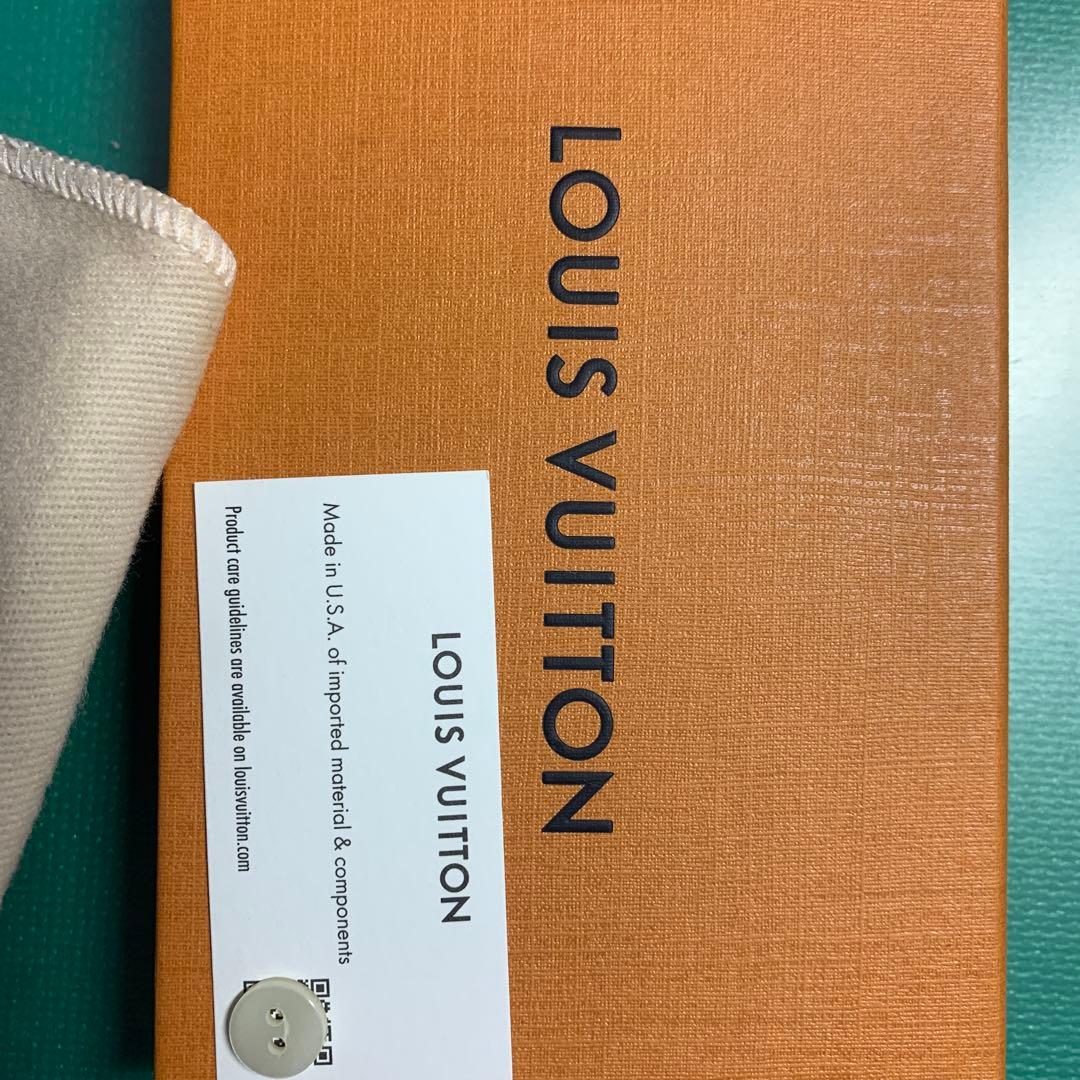 LOUIS VUITTON
LOUIS VUITTON
Made in U.S.A. of imported material & components
Product care guidelines are available on louisvuitton.com